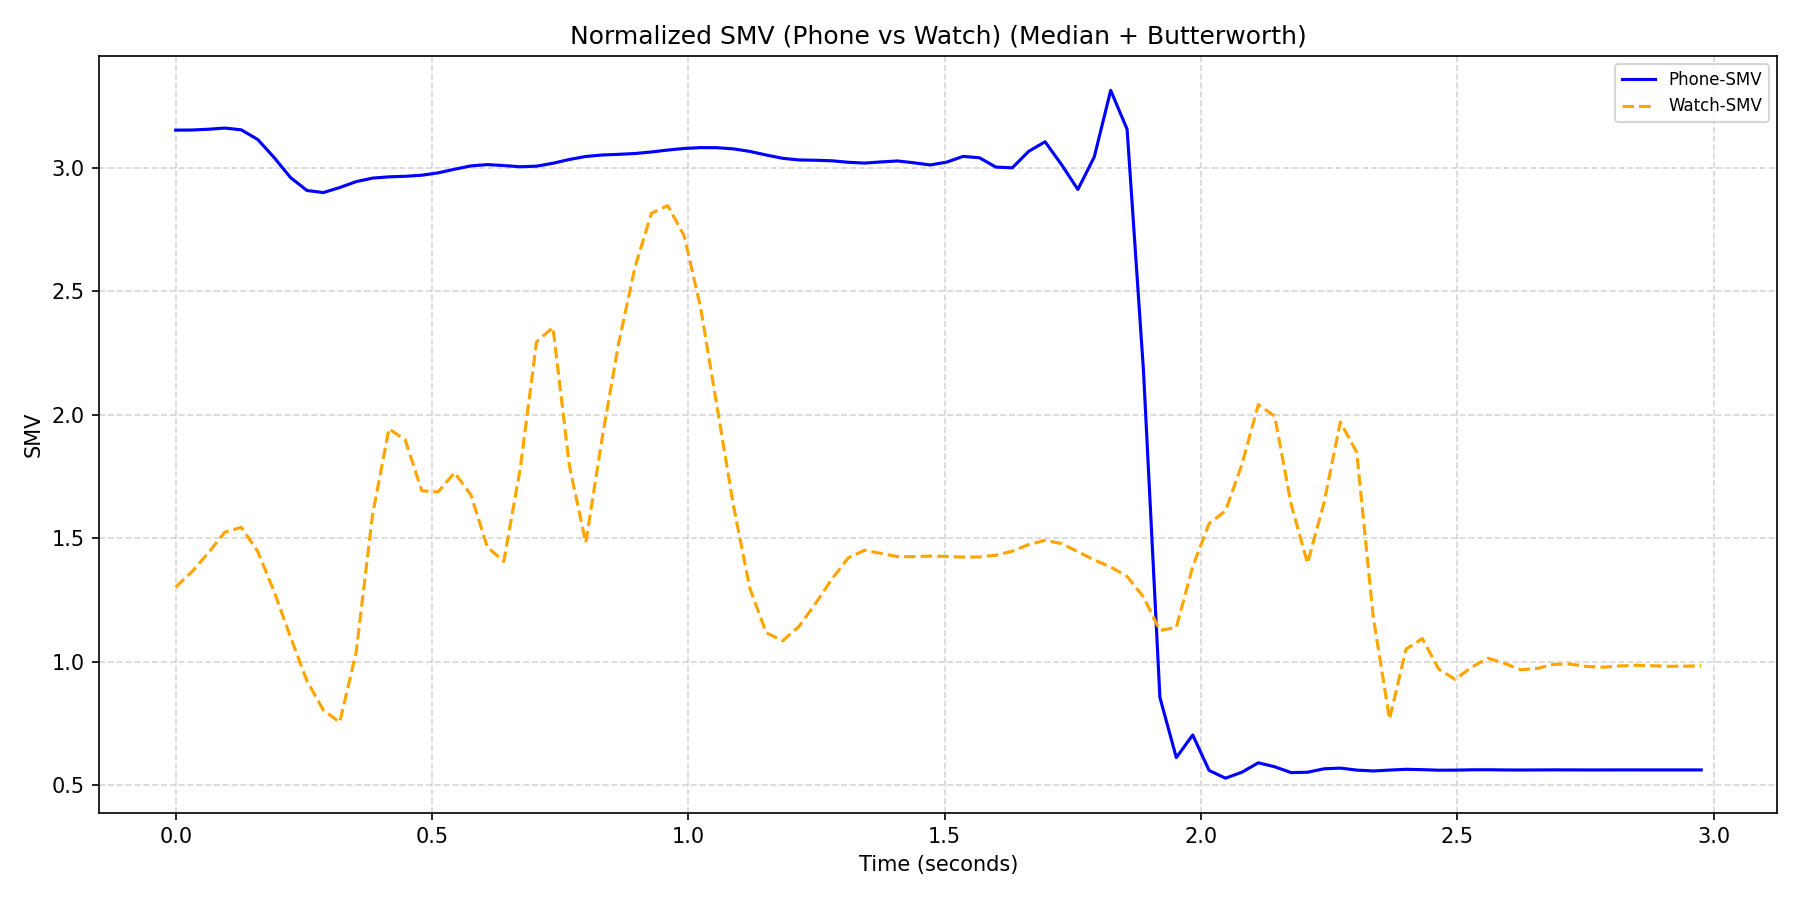 Normalized SMV (Phone vs Watch) (Median + Butterworth)
Phone-SMV
Watch-SMV
SMV
3.0
2.5
2.0
1.5
1.0
0.5
0.0 0.5 1.0 1.5 2.0 2.5 3.0
Time (seconds)